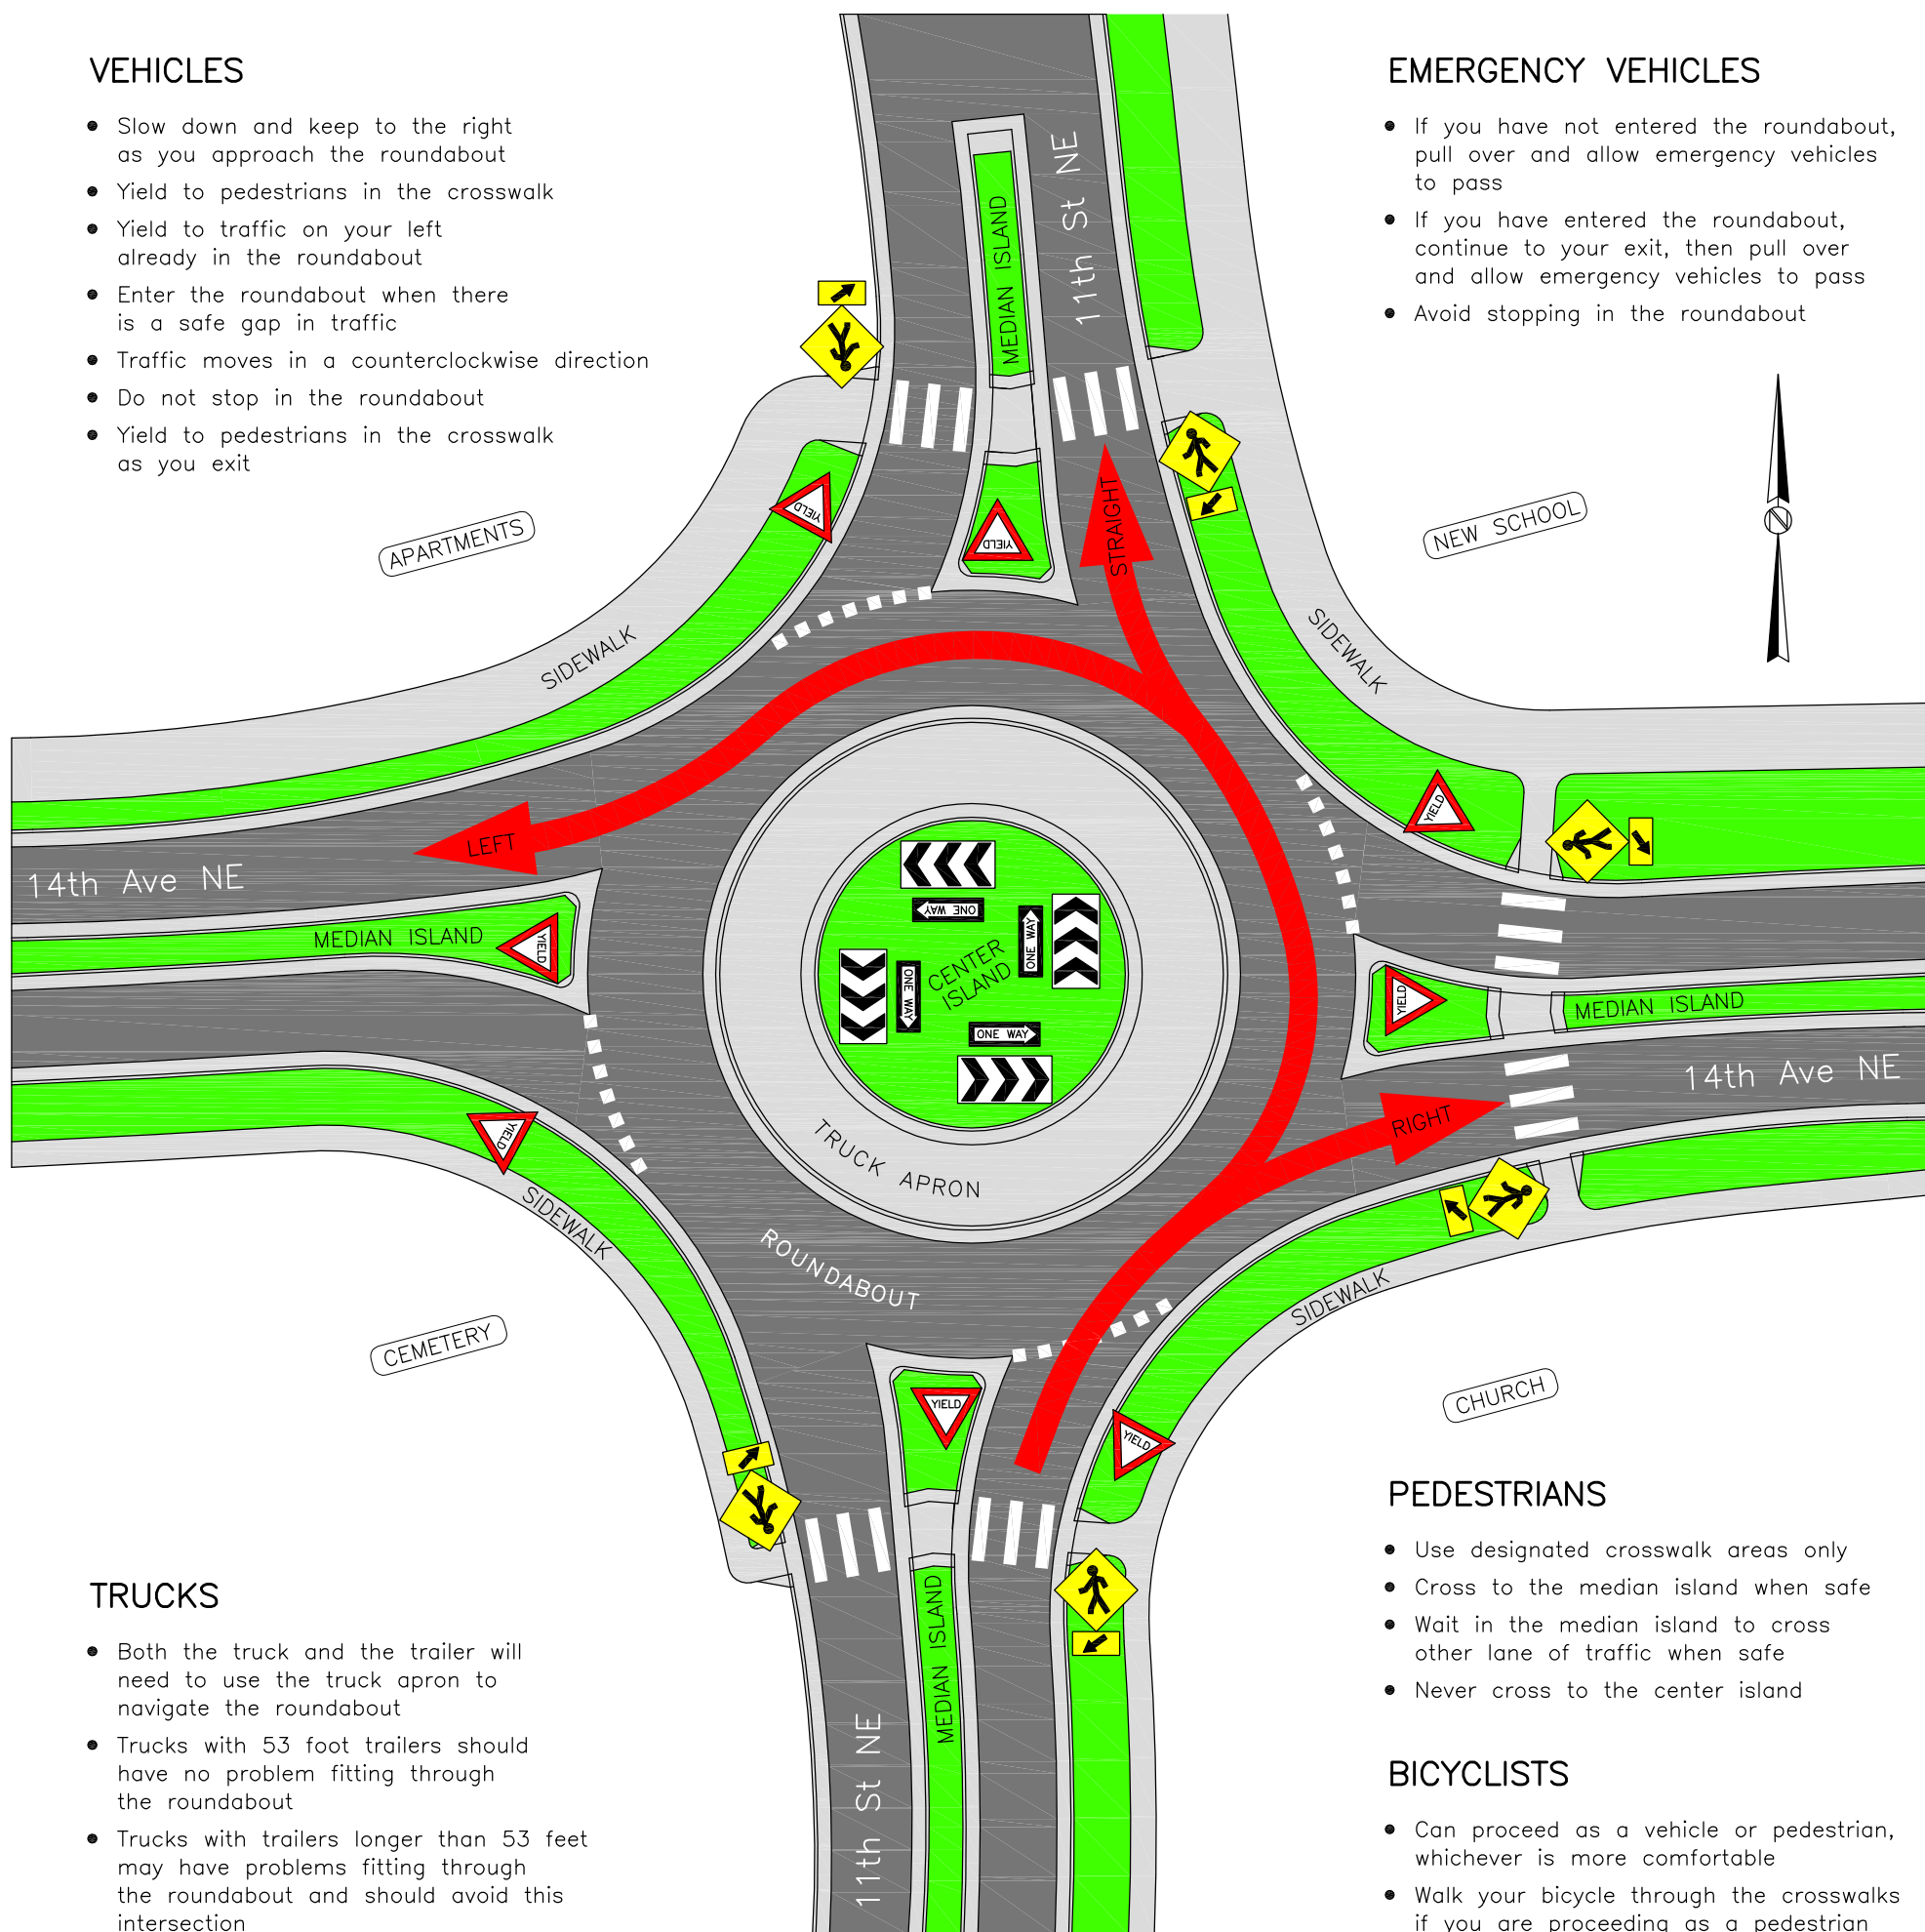 VEHICLES
Slow down and keep to the right
as you approach the roundabout
Yield to pedestrians in the crosswalk
Yield to traffic on your left
already in the roundabout
Enter the roundabout when there
is a safe gap in traffic
Traffic moves in a counterclockwise direction
Do not stop in the roundabout
Yield to pedestrians in the crosswalk
as you exit
EMERGENCY VEHICLES
If you have not entered the roundabout,
pull over and allow emergency vehicles
to pass
If you have entered the roundabout,
continue to your exit, then pull over
and allow emergency vehicles to pass
Avoid stopping in the roundabout
11th St NE
MEDIAN ISLAND
APARTMENTS
NEW SCHOOL
YIELD
YIELD
STRAIGHT
SIDEWALK
SIDEWALK
YIELD
LEFT
14th Ave NE
MEDIAN ISLAND
YIELD
ONE WAY
ONE WAY
ONE WAY
ONE WAY
CENTER
ISLAND
YIELD
MEDIAN ISLAND
14th Ave NE
RIGHT
YIELD
TRUCK APRON
SIDEWALK
ROUNDABOUT
SIDEWALK
CEMETERY
CHURCH
YIELD
YIELD
MEDIAN ISLAND
11th St NE
TRUCKS
Both the truck and the trailer will
need to use the truck apron to
navigate the roundabout
Trucks with 53 foot trailers should
have no problem fitting through
the roundabout
Trucks with trailers longer than 53 feet
may have problems fitting through
the roundabout and should avoid this
intersection
PEDESTRIANS
Use designated crosswalk areas only
Cross to the median island when safe
Wait in the median island to cross
other lane of traffic when safe
Never cross to the center island
BICYCLISTS
Can proceed as a vehicle or pedestrian,
whichever is more comfortable
Walk your bicycle through the crosswalks
if you are proceeding as a pedestrian